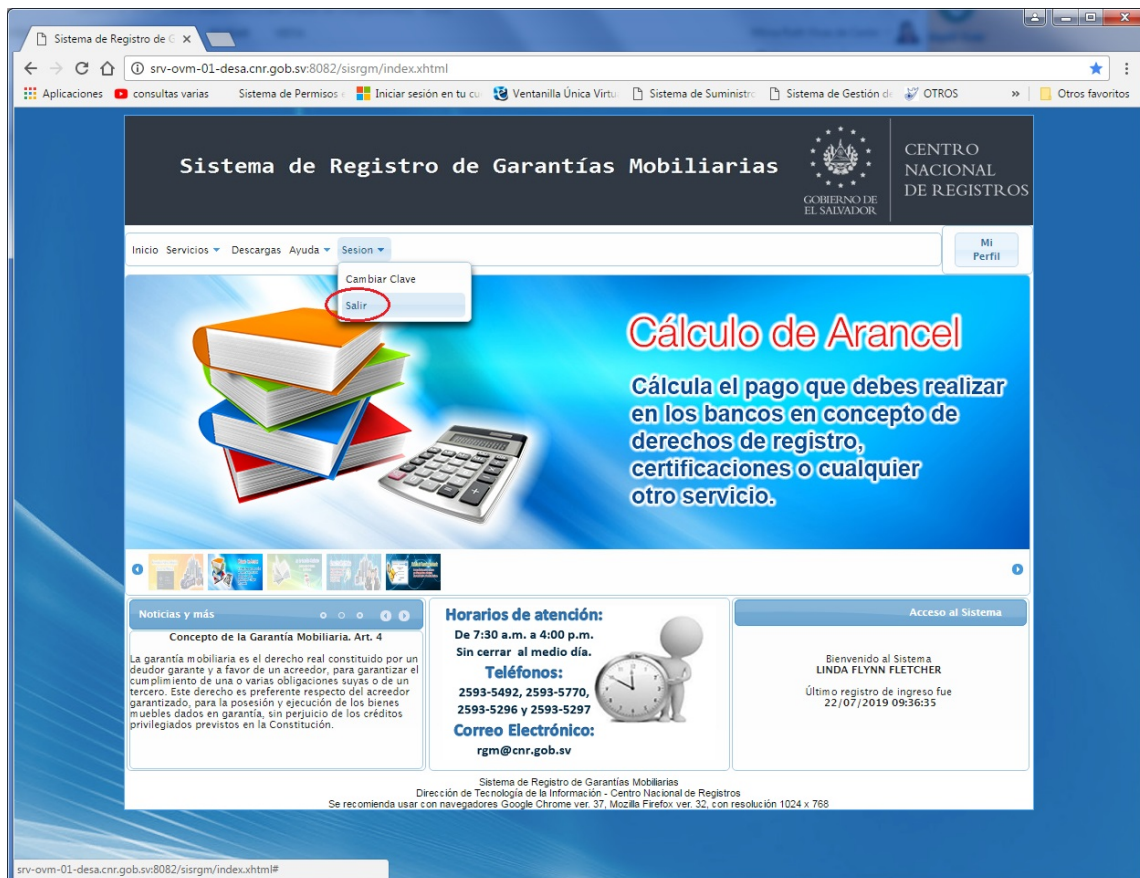 Sistema de Registro de G
srv-ovm-01-desa.cnr.gob.sv:8082/sisrgm/index.xhtml
Aplicaciones consultas varias Sistema de Permisos e Iniciar sesión en tu cu Ventanilla Única Virtu Sistema de Suministro Sistema de Gestión de OTROS » Otros favoritos
Sistema de Registro de Garantías Mobiliarias
GOBIERNO DE
EL SALVADOR
CENTRO
NACIONAL
DE REGISTROS
Inicio Servicios Descargas Ayuda Sesion
Mi
Perfil
Cambiar Clave
Salir
Cálculo de Arancel
Cálcula el pago que debes realizar
en los bancos en concepto de
derechos de registro,
certificaciones o cualquier
otro servicio.
Noticias y más
Concepto de la Garantía Mobiliaria. Art. 4
La garantía mobiliaria es el derecho real constituido por un
deudor garante y a favor de un acreedor, para garantizar el
cumplimiento de una o varias obligaciones suyas o de un
tercero. Este derecho es preferente respecto del acreedor
garantizado, para la posesión y ejecución de los bienes
muebles dados en garantía, sin perjuicio de los créditos
privilegiados previstos en la Constitución.
Horarios de atención:
De 7:30 a.m. a 4:00 p.m.
Sin cerrar al medio día.
Teléfonos:
2593-5492, 2593-5770,
2593-5296 y 2593-5297
Correo Electrónico:
rgm@cnr.gob.sv
Acceso al Sistema
Bienvenido al Sistema
LINDA FLYNN FLETCHER
Último registro de ingreso fue
22/07/2019 09:36:35
Sistema de Registro de Garantías Mobiliarias
Dirección de Tecnología de la Información - Centro Nacional de Registros
Se recomienda usar con navegadores Google Chrome ver. 37, Mozilla Firefox ver. 32, con resolución 1024 x 768
srv-ovm-01-desa.cnr.gob.sv:8082/sisrgm/index.xhtml#